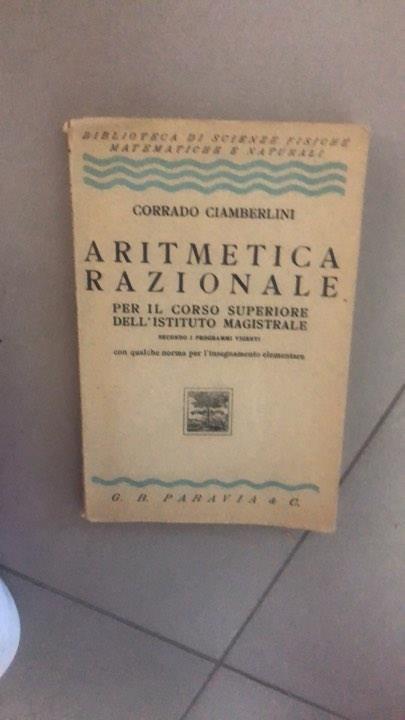 BIBLIOTECA DI SCIENZE FISICHE
MATEMATICHE E NATURALI
CORRADO CIAMBERLINI
ARITMETICA
RAZIONALE
PER IL CORSO SUPERIORE
DELL'ISTITUTO MAGISTRALE
SECONDO I PROGRAMMI VIGENTI
con qualche norma per l'insegnamento elementare
G. B. PARAVIA & C.